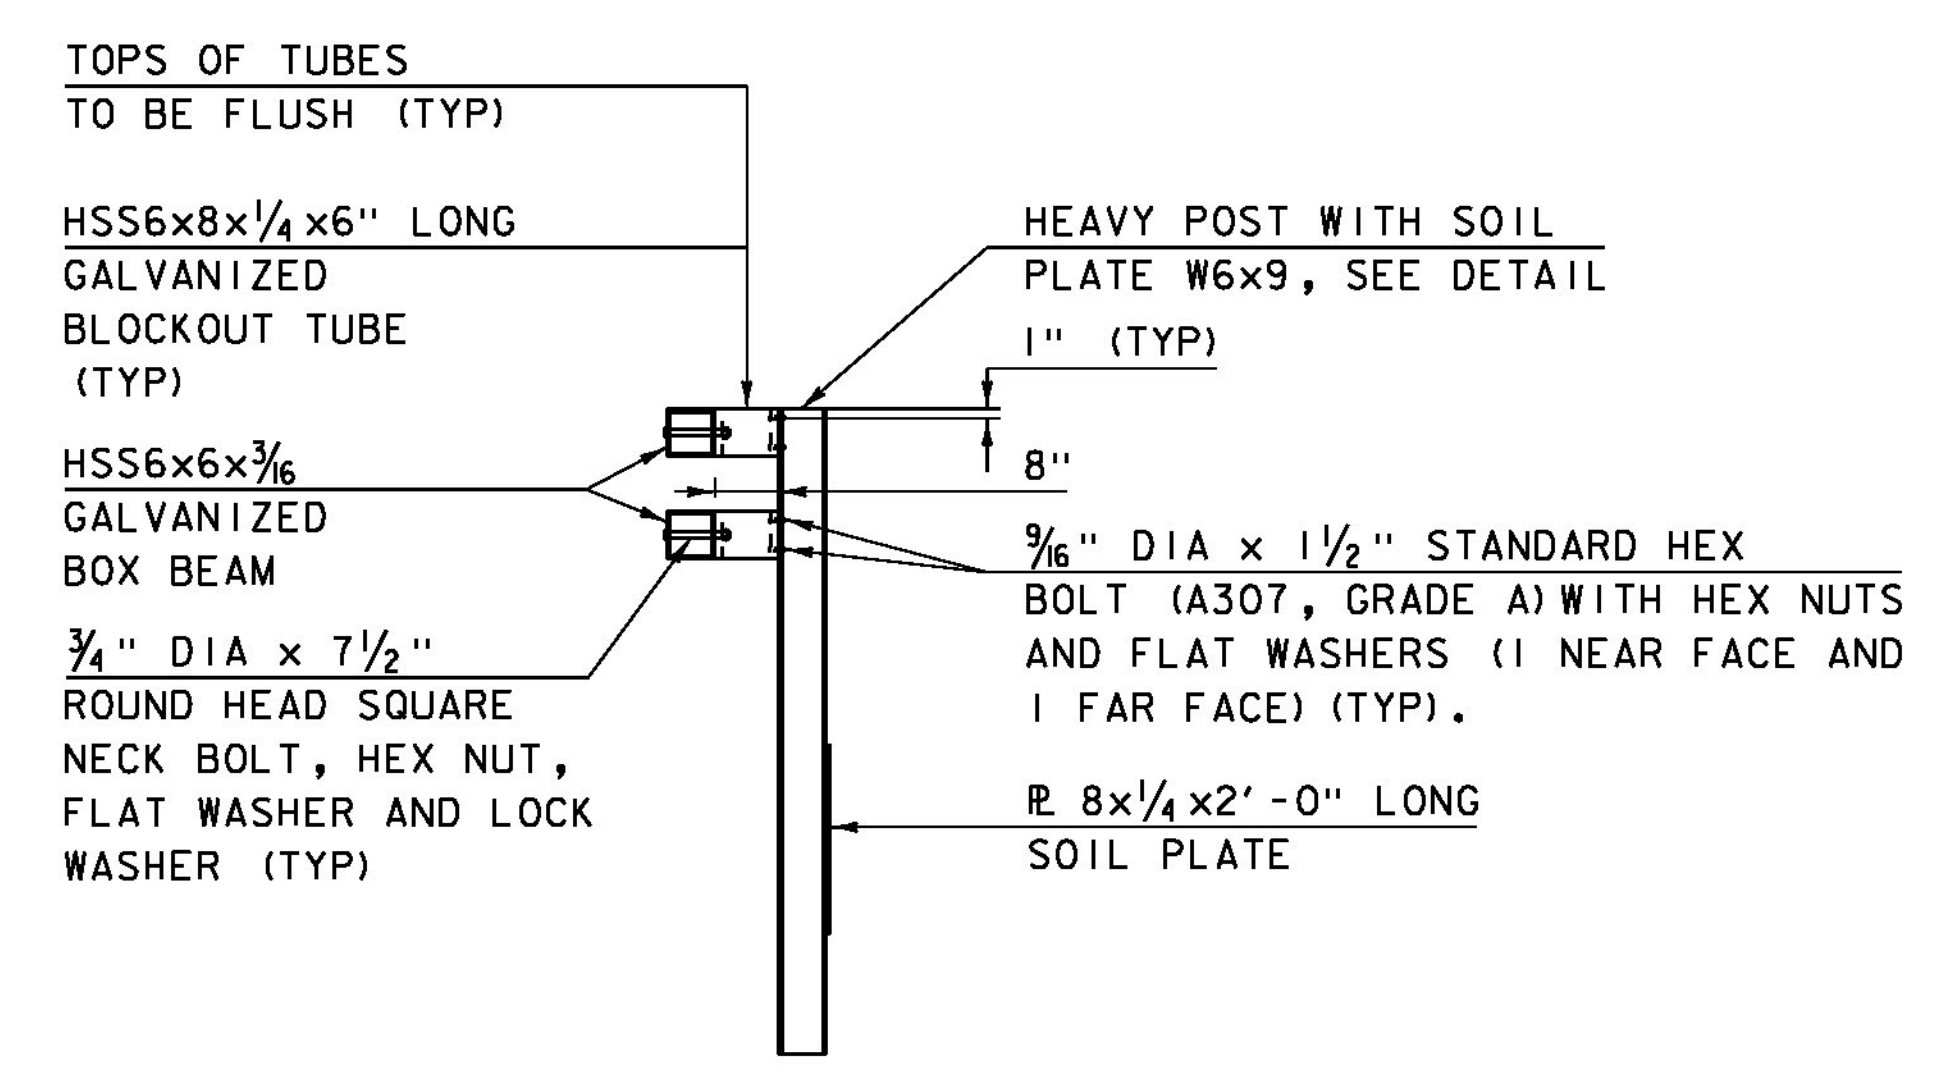 TOPS OF TUBES
TO BE FLUSH (TYP)
HSS6x8x1/4 x6" LONG
GALVANIZED
BLOCKOUT TUBE
(TYP)
HSS6x6x3/16
GALVANIZED
BOX BEAM
3/4" DIA x 7 1/2"
ROUND HEAD SQUARE
NECK BOLT, HEX NUT,
FLAT WASHER AND LOCK
WASHER (TYP)
HEAVY POST WITH SOIL
PLATE W6x9, SEE DETAIL
1" (TYP)
8"
9/16" DIA x 1 1/2" STANDARD HEX
BOLT (A307, GRADE A) WITH HEX NUTS
AND FLAT WASHERS (1 NEAR FACE AND
1 FAR FACE) (TYP).
PL 8x1/4 x2'-0" LONG
SOIL PLATE